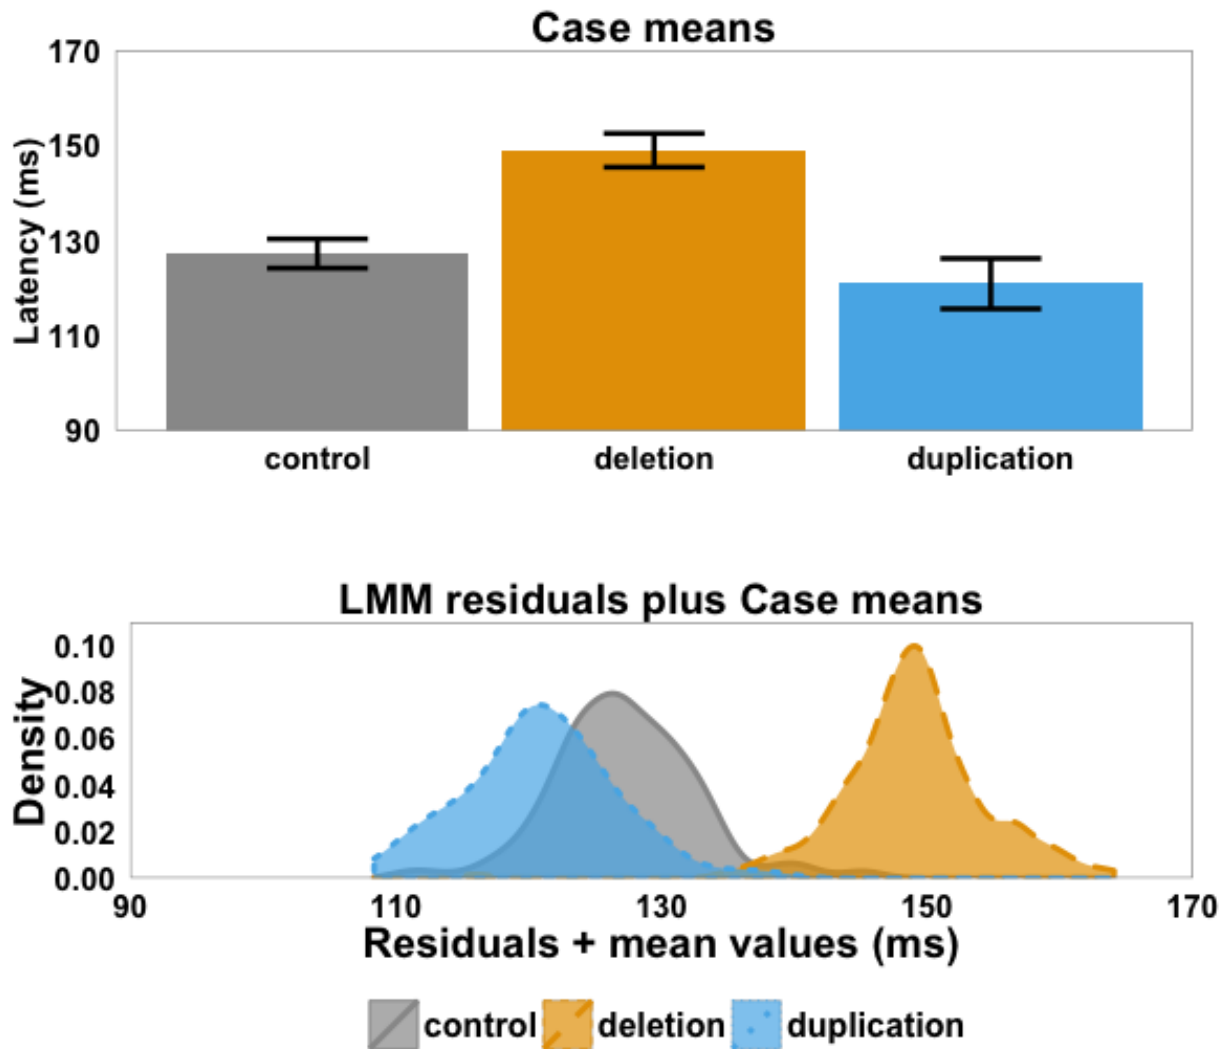 Case means
Latency (ms)
170
150
130
110
90
control deletion duplication
LMM residuals plus Case means
Density
0.10
0.08
0.06
0.04
0.02
0.00
90 110 130 150 170
Residuals + mean values (ms)
control deletion duplication